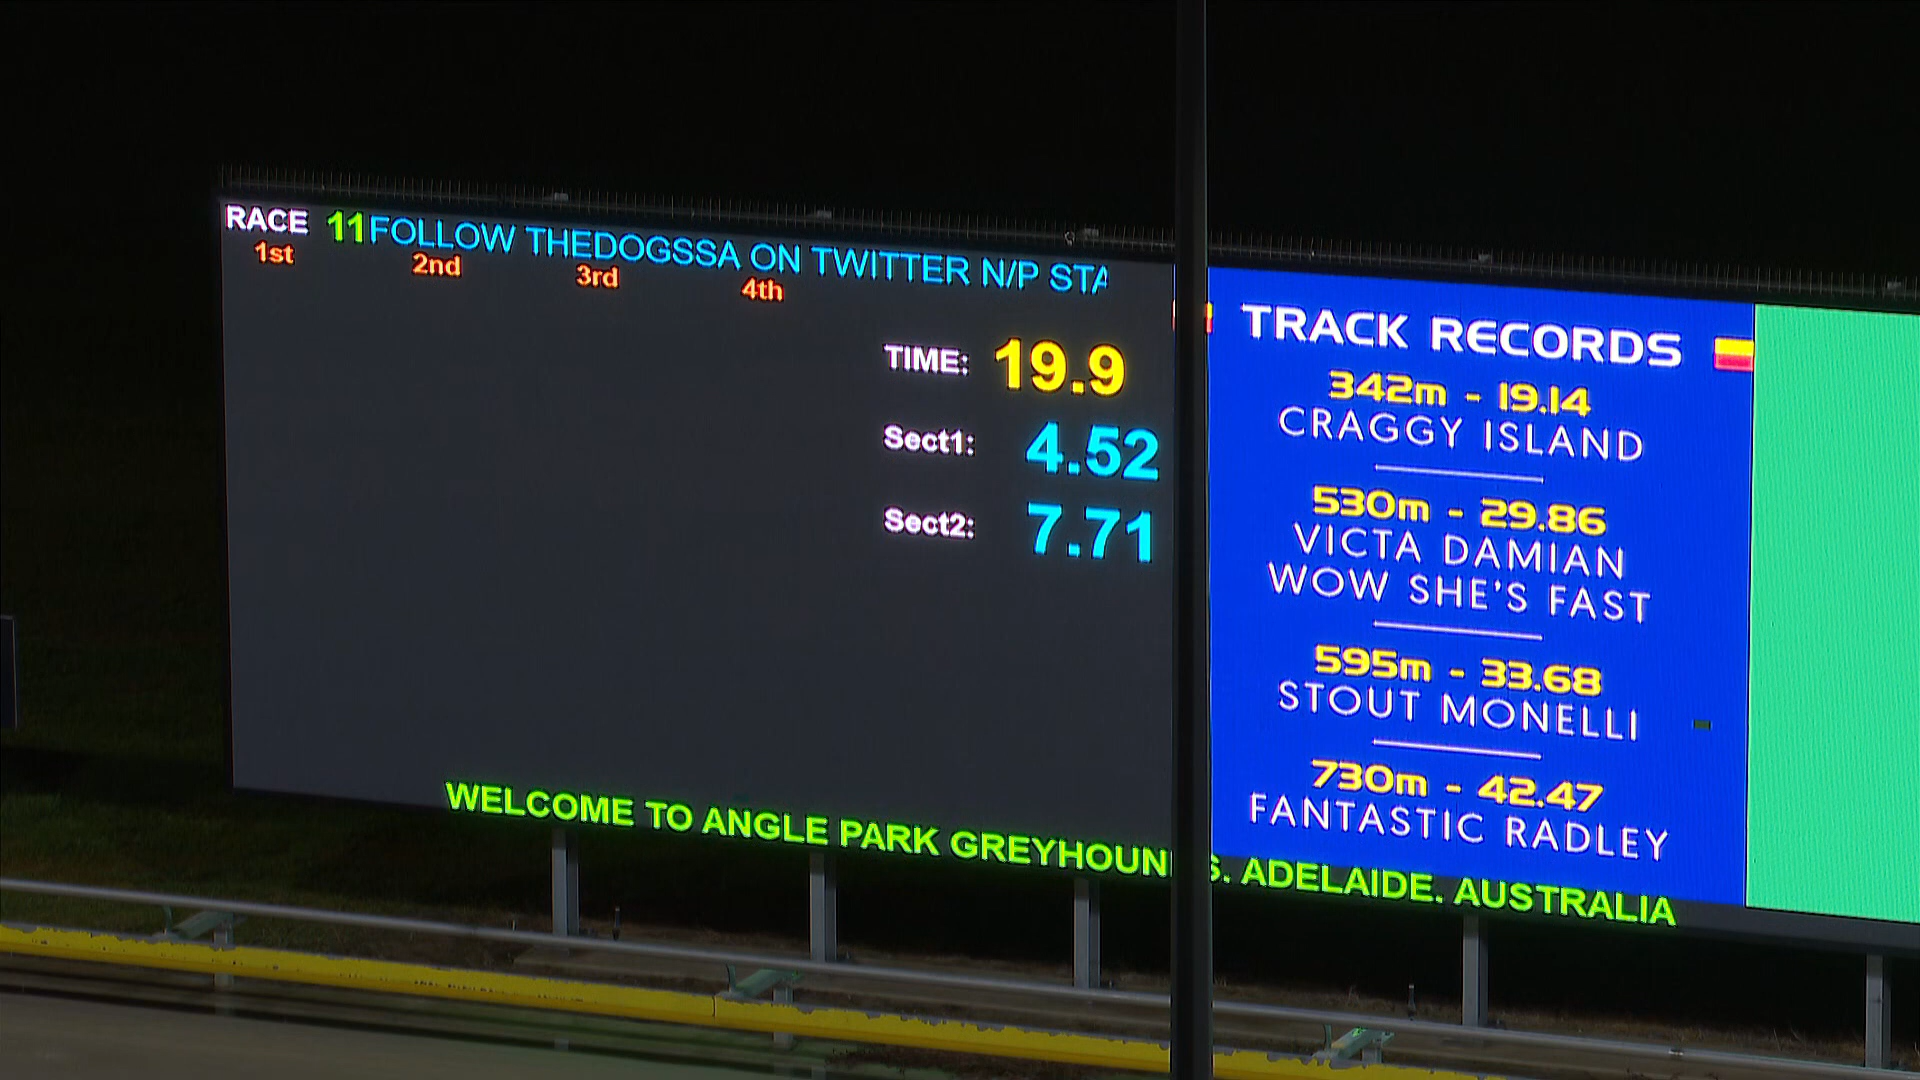 RACE 11 FOLLOW THEDOGSSA ON TWITTER N/P STA
1st 2nd 3rd 4th
TIME: 19.9
Sect1: 4.52
Sect2: 7.71
TRACK RECORDS
342m - 19.14
CRAGGY ISLAND
530m - 29.86
VICTA DAMIAN
WOW SHE'S FAST
595m - 33.68
STOUT MONELLI
730m - 42.47
FANTASTIC RADLEY
WELCOME TO ANGLE PARK GREYHOUN S. ADELAIDE. AUSTRALIA